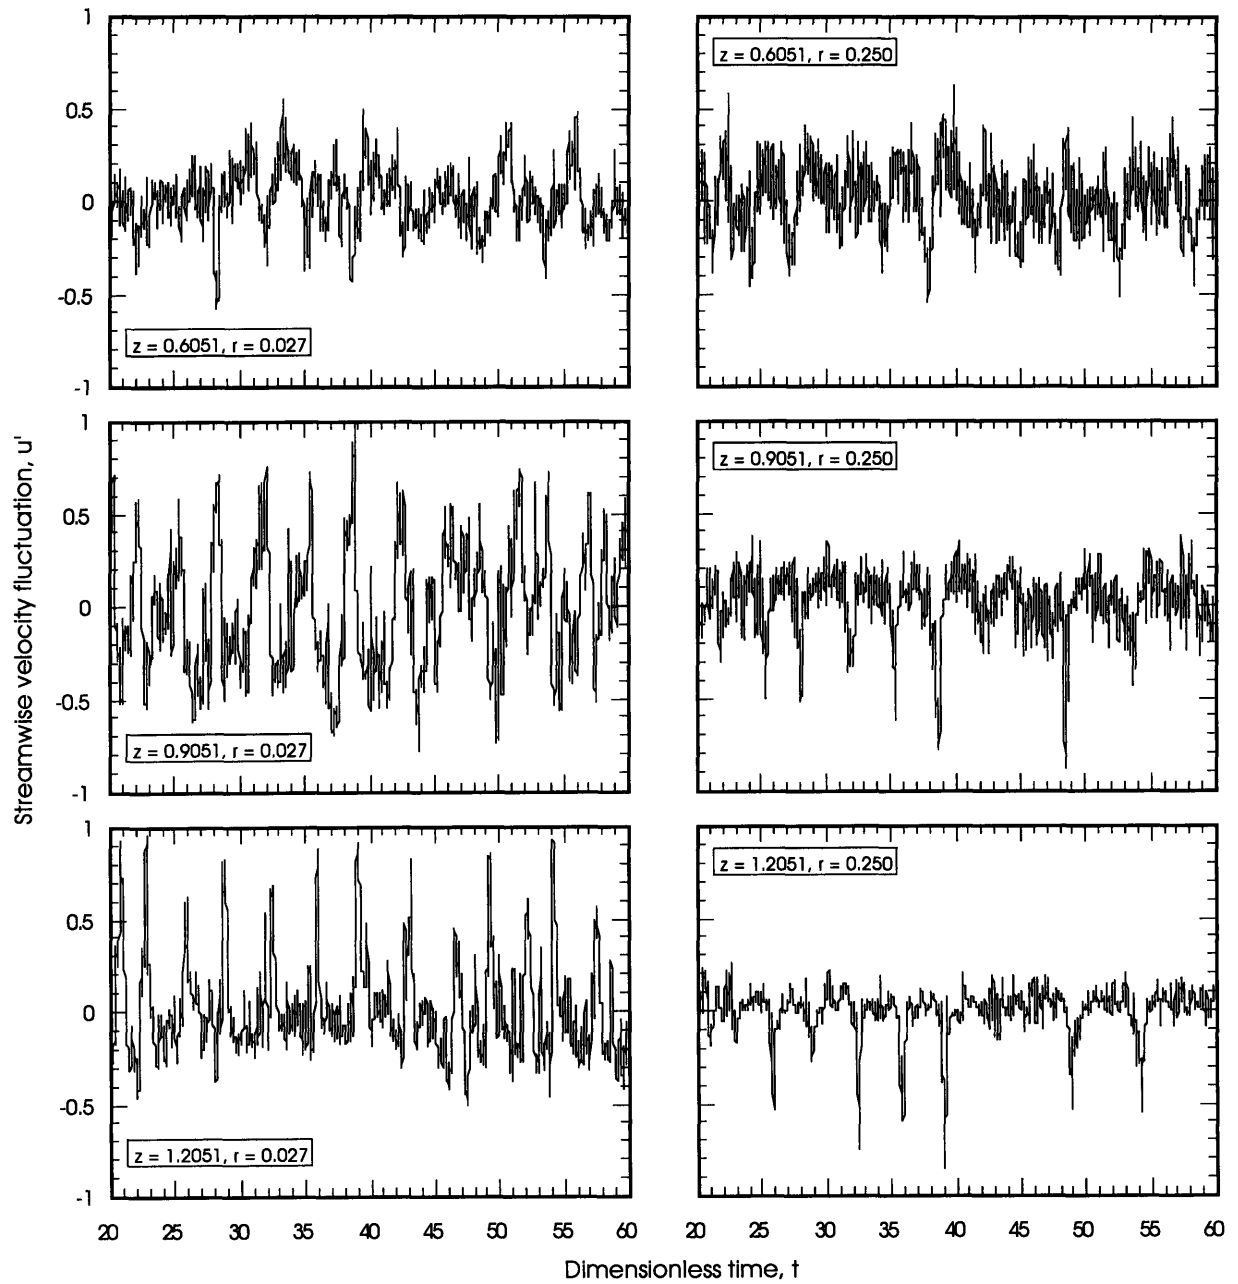 1
0.5
0
-0.5
-1
z = 0.6051, r = 0.027
z = 0.6051, r = 0.250
1
0.5
0
-0.5
-1
z = 0.9051, r = 0.027
z = 0.9051, r = 0.250
Streamwise velocity fluctuation, u'
1
0.5
0
-0.5
-1
z = 1.2051, r = 0.027
z = 1.2051, r = 0.250
20 25 30 35 40 45 50 55 60
20 25 30 35 40 45 50 55 60
Dimensionless time, t